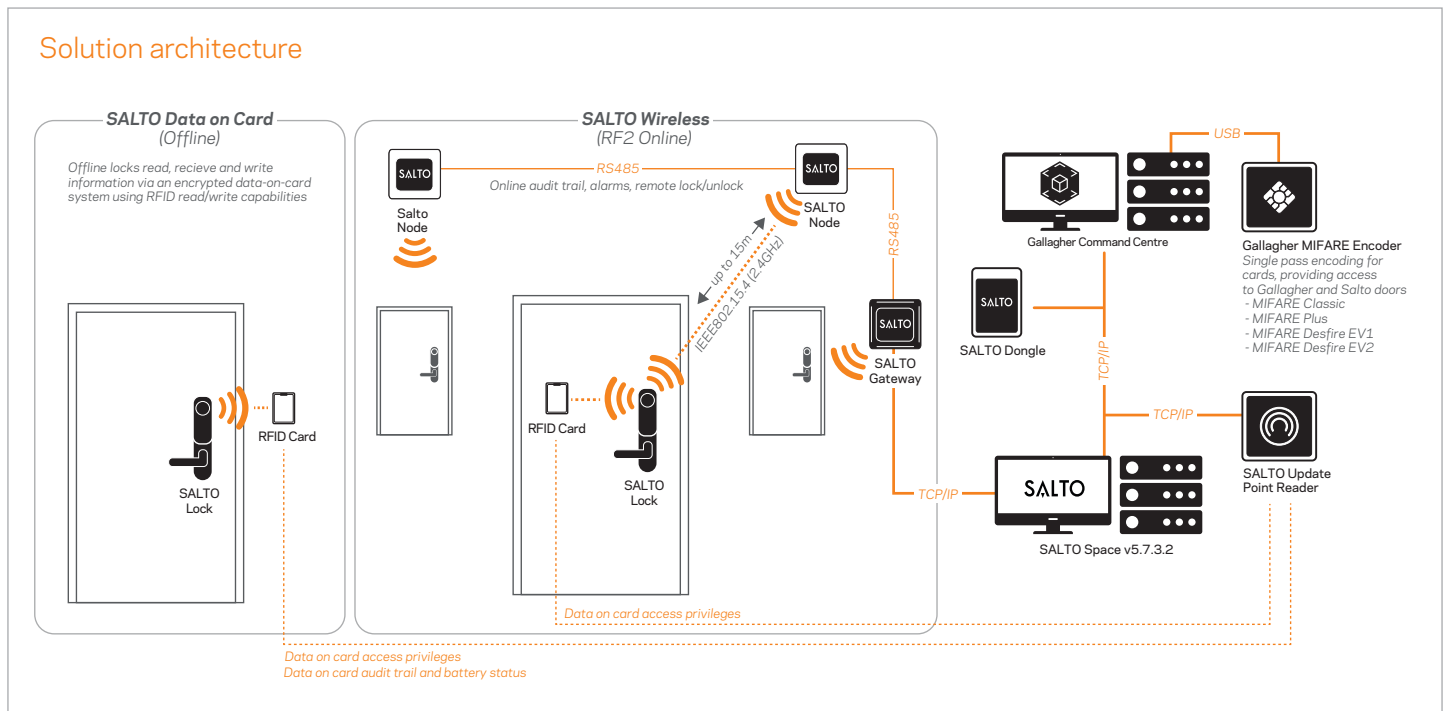 Solution architecture
SALTO Data on Card
(Offline)
Offline locks read, recieve and write
information via an encrypted data-on-card
system using RFID read/write capabilities
RFID Card
SALTO
Lock
SALTO Wireless
(RF2 Online)
SALTO
RS485
SALTO
Online audit trail, alarms, remote lock/unlock
Salto
Node
SALTO
Node
up to 15m
IEEE802.15.4 (2.4GHz)
RS485
SALTO
SALTO
Gateway
RFID Card
SALTO
Lock
TCP/IP
Data on card access privileges
Data on card access privileges
Data on card audit trail and battery status
USB
Gallagher Command Centre
Gallagher MIFARE Encoder
Single pass encoding for
cards, providing access
to Gallagher and Salto doors
- MIFARE Classic
- MIFARE Plus
- MIFARE Desfire EV1
- MIFARE Desfire EV2
SALTO
SALTO Dongle
TCP/IP
TCP/IP
SALTO Update
Point Reader
SALTO
SALTO Space v5.7.3.2